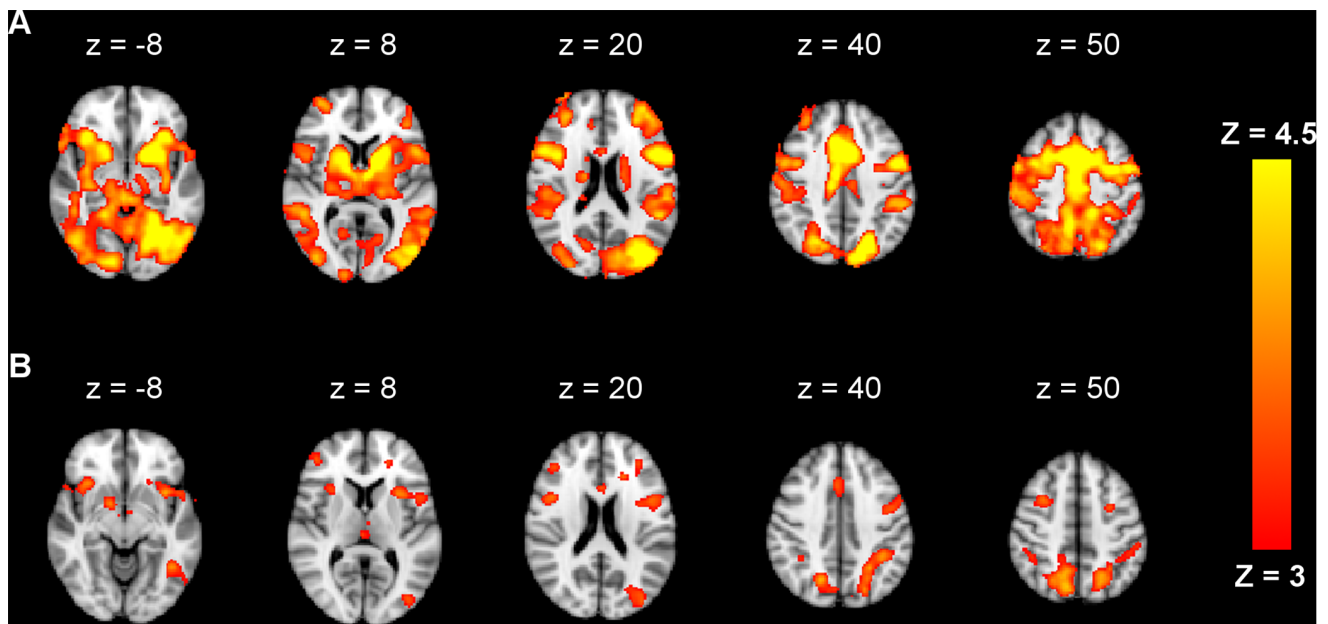 A
z = -8 z = 8 z = 20 z = 40 z = 50
Z = 4.5
B
z = -8 z = 8 z = 20 z = 40 z = 50
Z = 3